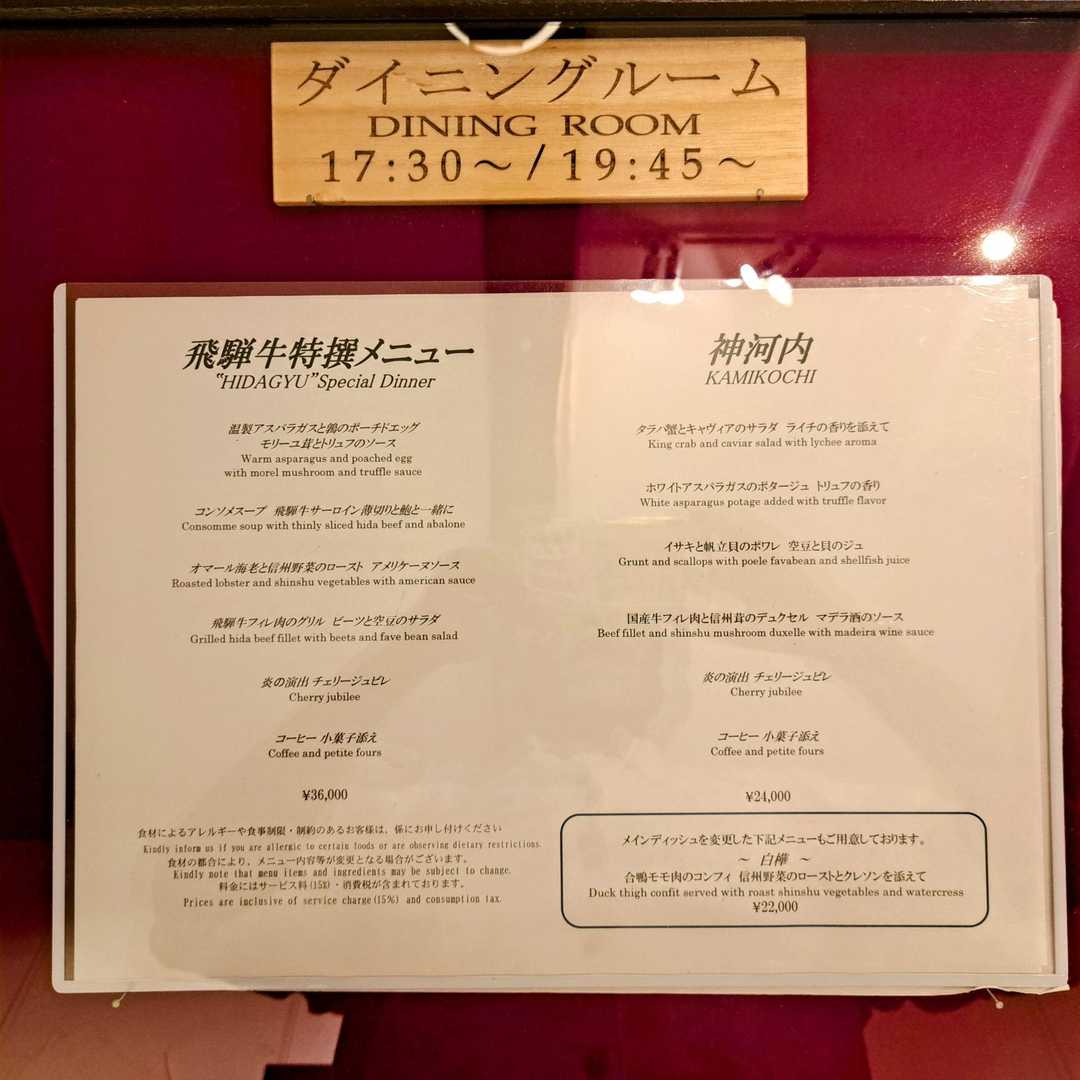 ダイニングルーム
DINING ROOM
17:30～/19:45～
飛騨牛特撰メニュー
"HIDAGYU"Special Dinner
温製アスパラガスと鶉のポーチドエッグ
モリーユ茸とトリュフのソース
Warm asparagus and poached egg
with morel mushroom and truffle sauce
コンソメスープ 飛騨牛サーロイン薄切りと鮑と一緒に
Consomme soup with thinly sliced hida beef and abalone
オマール海老と信州野菜のロースト アメリケーヌソース
Roasted lobster and shinshu vegetables with american sauce
飛騨牛フィレ肉のグリル ビーツと空豆のサラダ
Grilled hida beef fillet with beets and fave bean salad
炎の演出 チェリージュビレ
Cherry jubilee
コーヒー 小菓子添え
Coffee and petite fours
¥36,000
食材によるアレルギーや食事制限・制約のあるお客様は、係にお申し付けください
Kindly inform us if you are allergic to certain foods or are observing dietary restrictions.
食材の都合により、メニュー内容等が変更となる場合がございます。
Kindly note that menu items and ingredients may be subject to change.
料金にはサービス料(15%)・消費税が含まれております。
Prices are inclusive of service charge(15%) and consumption tax.
神河内
KAMIKOCHI
タラバ蟹とキャヴィアのサラダ ライチの香りを添えて
King crab and caviar salad with lychee aroma
ホワイトアスパラガスのポタージュ トリュフの香り
White asparagus potage added with truffle flavor
イサキと帆立貝のポワレ 空豆と貝のジュ
Grunt and scallops with poele favabean and shellfish juice
国産牛フィレ肉と信州茸のデュクセル マデラ酒のソース
Beef fillet and shinshu mushroom duxelle with madeira wine sauce
炎の演出 チェリージュビレ
Cherry jubilee
コーヒー 小菓子添え
Coffee and petite fours
¥24,000
メインディッシュを変更した下記メニューもご用意しております。
～ 白樺 ～
合鴨モモ肉のコンフィ 信州野菜のローストとクレソンを添えて
Duck thigh confit served with roast shinshu vegetables and watercress
¥22,000